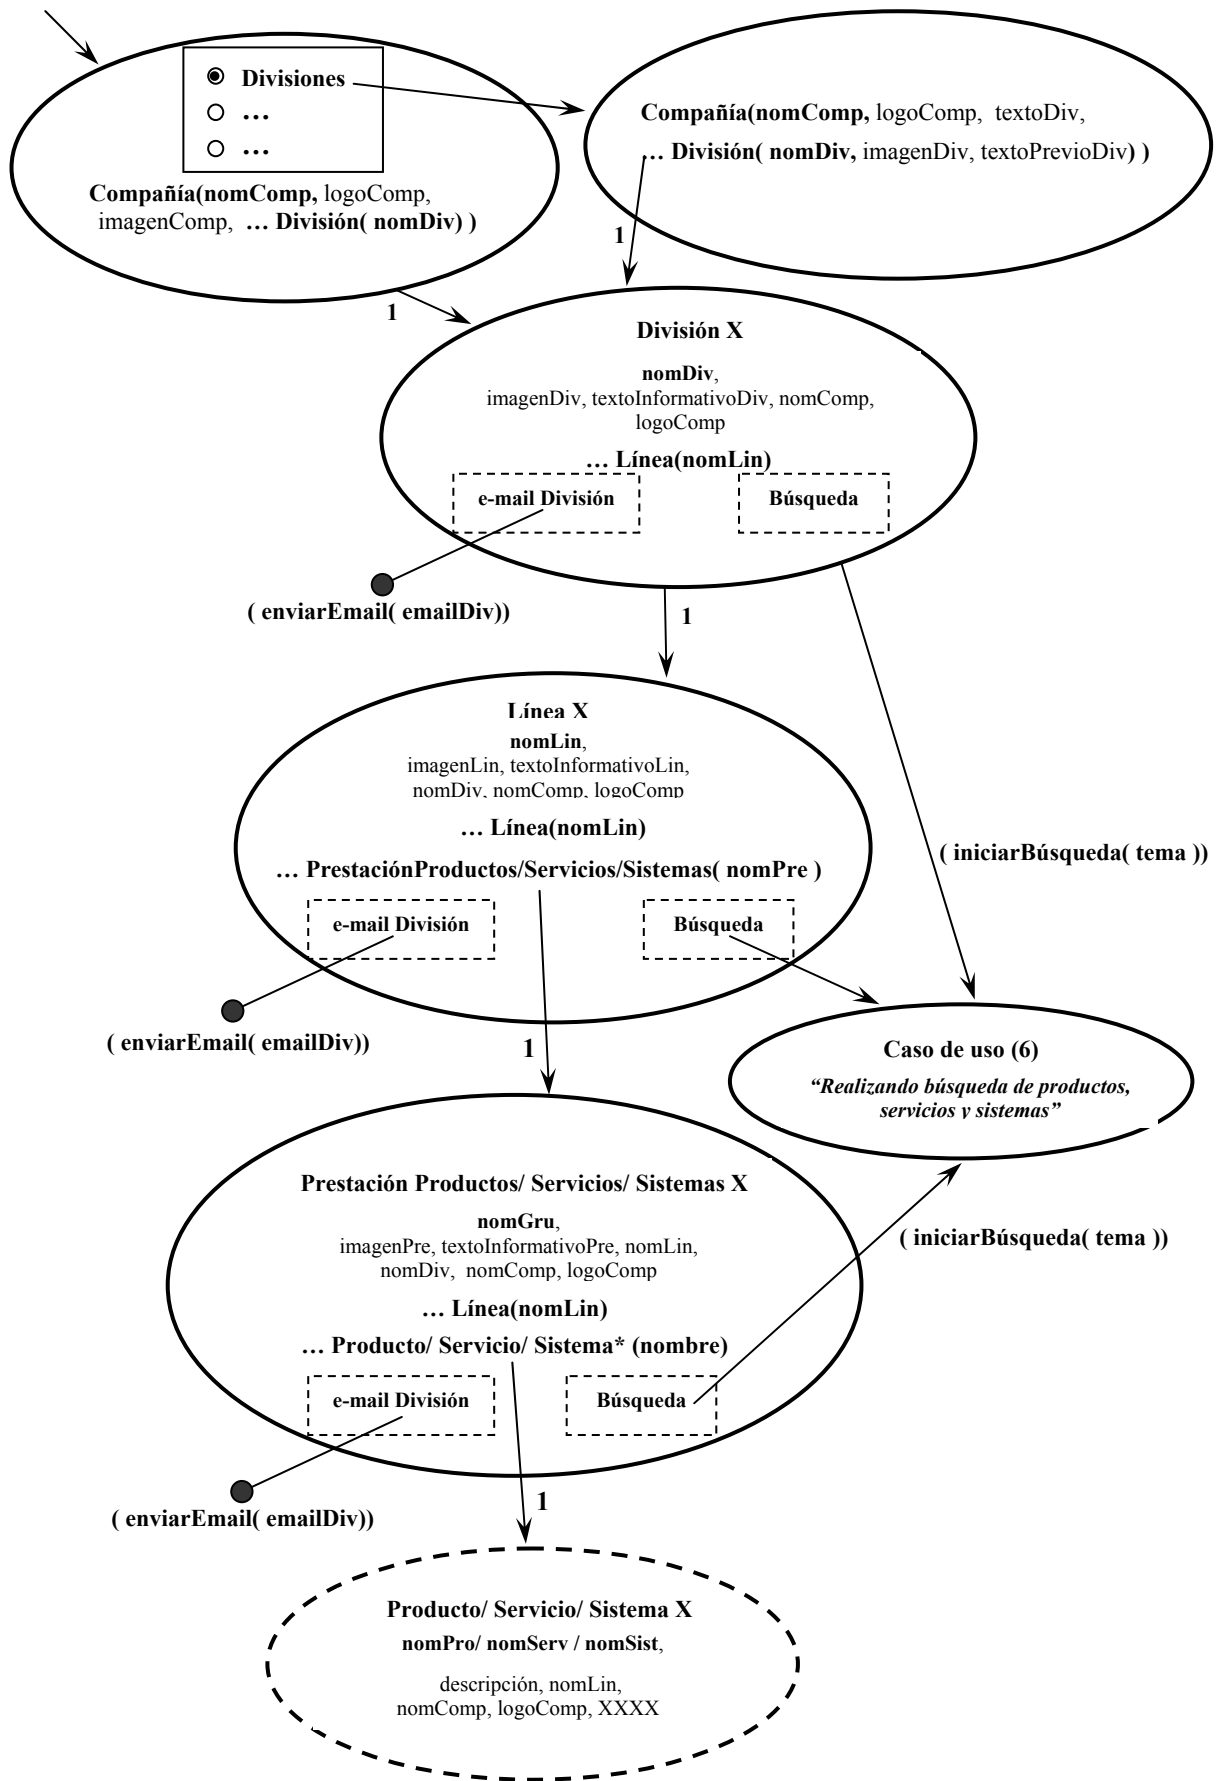 Divisiones
...
...
Compañía(nomComp, logoComp,
imagenComp, ... División( nomDiv) )
Compañía(nomComp, logoComp, textoDiv,
... División( nomDiv, imagenDiv, textoPrevioDiv) )
1
1
División X
nomDiv,
imagenDiv, textoInformativoDiv, nomComp,
logoComp
... Línea(nomLin)
e-mail División
Búsqueda
( enviarEmail( emailDiv))
1
Línea X
nomLin,
imagenLin, textoInformativoLin,
nomDiv, nomComp, logoComp
... Línea(nomLin)
... PrestaciónProductos/Servicios/Sistemas( nomPre )
e-mail División
Búsqueda
( iniciarBúsqueda( tema ))
( enviarEmail( emailDiv))
1
Caso de uso (6)
“Realizando búsqueda de productos,
servicios y sistemas”
Prestación Productos/ Servicios/ Sistemas X
nomGru,
imagenPre, textoInformativoPre, nomLin,
nomDiv, nomComp, logoComp
... Línea(nomLin)
... Producto/ Servicio/ Sistema* (nombre)
e-mail División
Búsqueda
( iniciarBúsqueda( tema ))
( enviarEmail( emailDiv))
1
Producto/ Servicio/ Sistema X
nomPro/ nomServ / nomSist,
descripción, nomLin,
nomComp, logoComp, XXXX